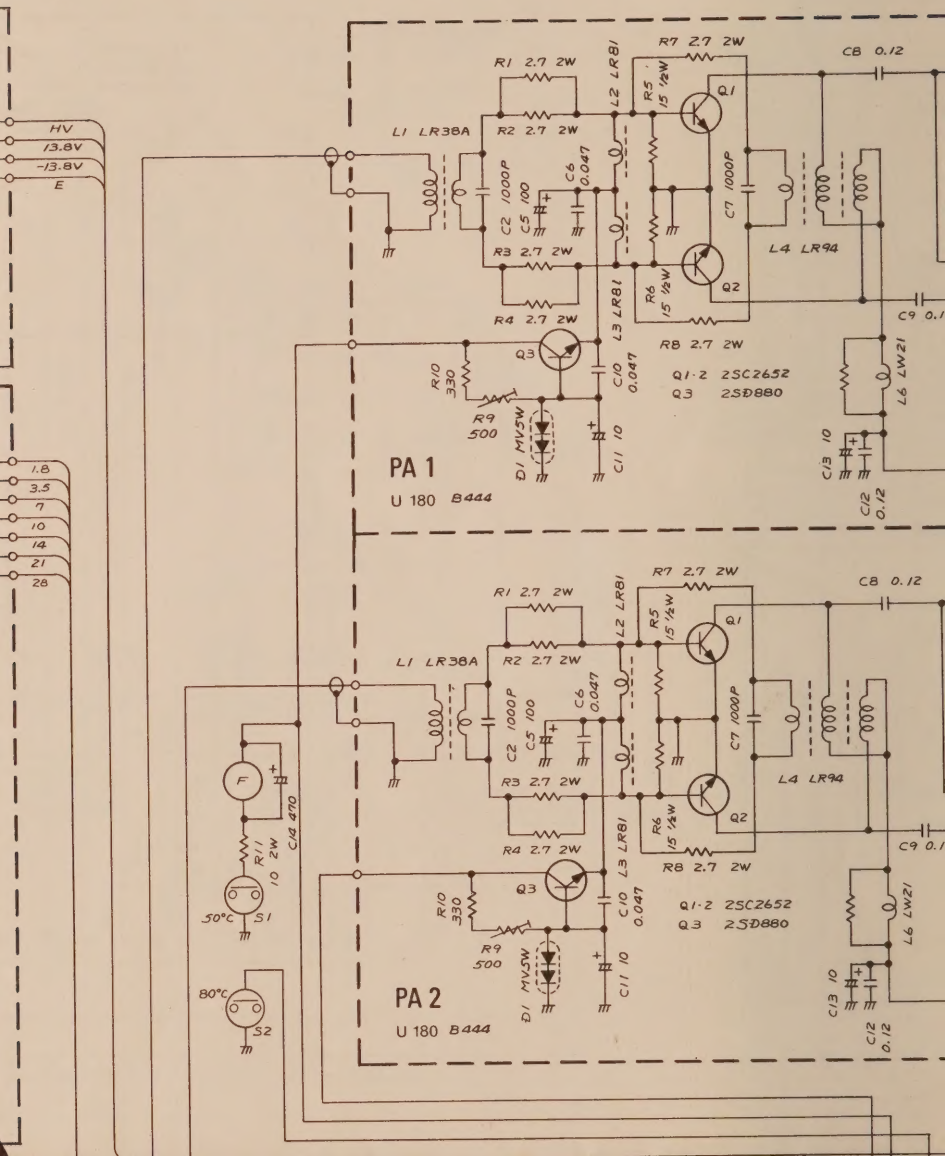 HV
13.8V
-13.8V
E
1.8
3.5
7
10
14
21
28
L1 LR38A
R1 2.7 2W
R2 2.7 2W
C2 1000P
C5 100
+
C6 0.047
L2 LR81
R5 15 ½W
R7 2.7 2W
Q1
C7 1000P
C8 0.12
R3 2.7 2W
R4 2.7 2W
L3 LR81
R6 15 ½W
Q2
R8 2.7 2W
L4 LR94
C9 0.1
Q3
R10 330
R9 500
D1 MV5W
C10 0.047
+
C11 10
Q1·2 2SC2652
Q3 2SD880
L6 LW21
C13 10
+
C12 0.12
PA 1
U 180 B444
L1 LR38A
R1 2.7 2W
R2 2.7 2W
C2 1000P
C5 100
+
C6 0.047
L2 LR81
R5 15 ½W
R7 2.7 2W
Q1
C7 1000P
C8 0.12
R3 2.7 2W
R4 2.7 2W
L3 LR81
R6 15 ½W
Q2
R8 2.7 2W
L4 LR94
C9 0.1
Q3
R10 330
R9 500
D1 MV5W
C10 0.047
+
C11 10
Q1·2 2SC2652
Q3 2SD880
L6 LW21
C13 10
+
C12 0.12
PA 2
U 180 B444
F
+
C14 470
R11 10 2W
50°C
S1
80°C
S2